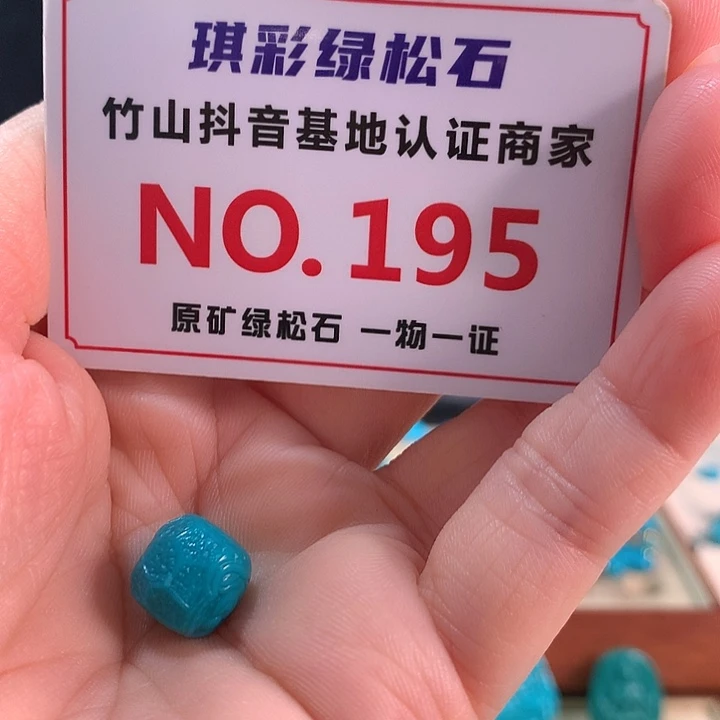 琪彩绿松石
竹山抖音基地认证商家
NO.195
原矿绿松石 一物一证